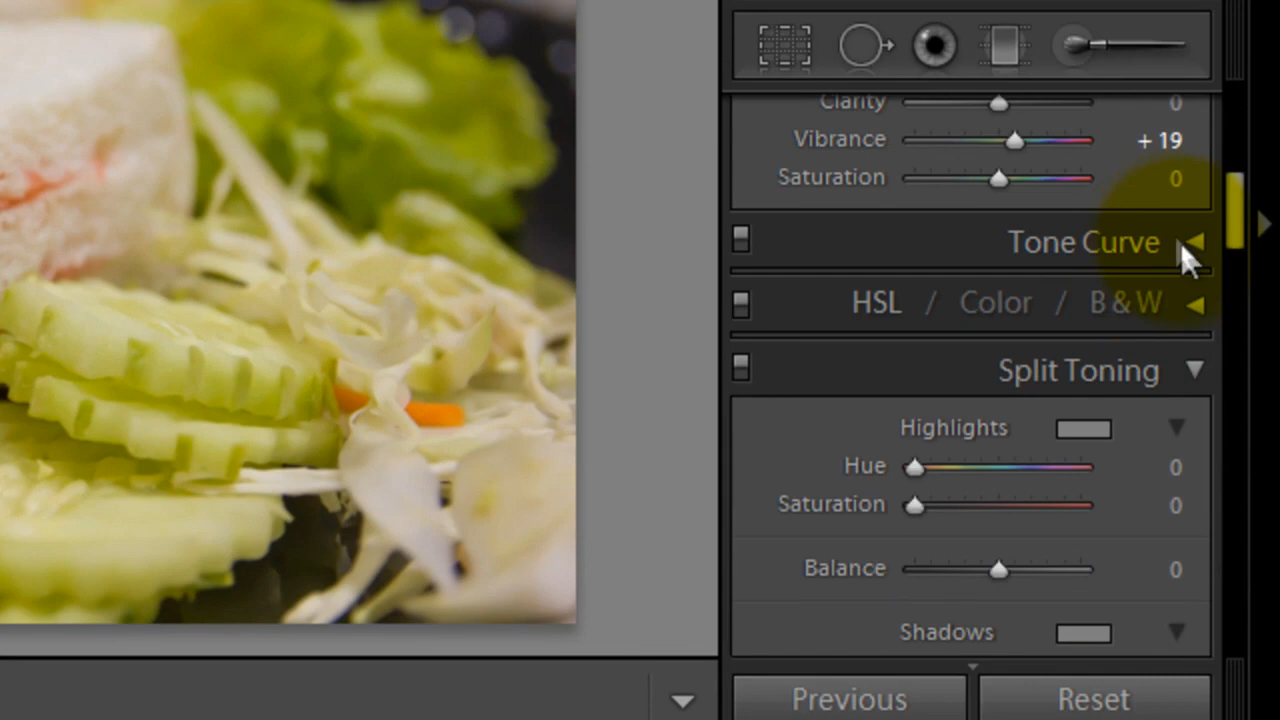 Clarity 0
Vibrance + 19
Saturation 0
Tone Curve
HSL / Color / B & W
Split Toning
Highlights
Hue 0
Saturation 0
Balance 0
Shadows
Previous Reset